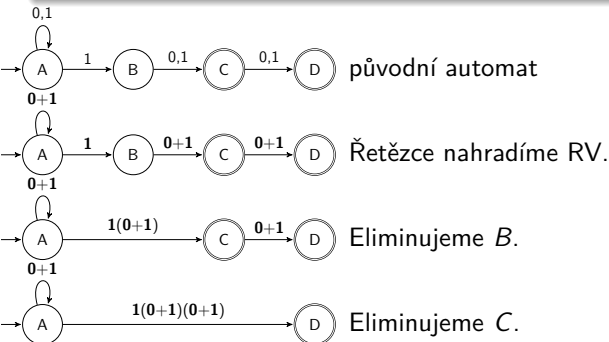 0,1
A 1 B 0,1 C 0,1 D původní automat
0+1
A 1 B 0+1 C 0+1 D Řetězce nahradíme RV.
0+1
A 1(0+1) C 0+1 D Eliminujeme B.
0+1
A 1(0+1)(0+1) D Eliminujeme C.